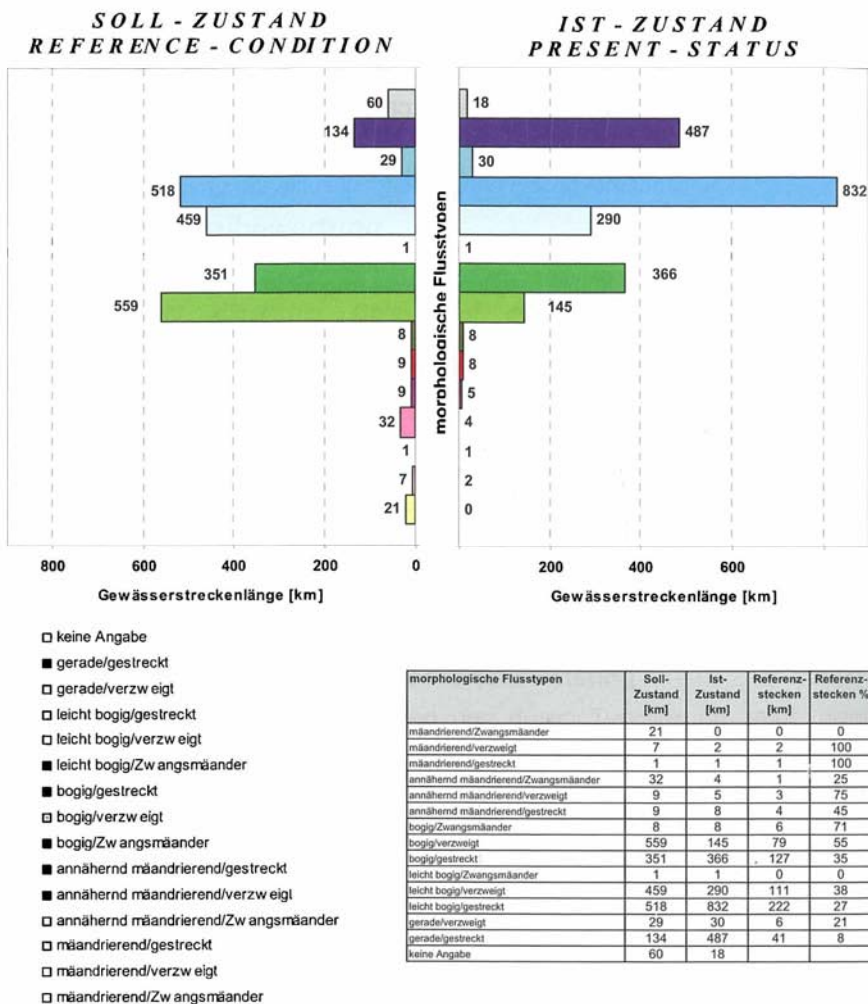 SOLL - ZUSTAND
REFERENCE - CONDITION
IST - ZUSTAND
PRESENT - STATUS
60
134
29
518
459
1
351
559
8
9
9
32
1
7
21
morphologische Flusstypen
18
487
30
832
290
1
366
145
8
8
5
4
1
2
0
800 600 400 200 0
Gewässerstreckenlänge [km]
200 400 600
Gewässerstreckenlänge [km]
keine Angabe
gerade/gestreckt
gerade/verzweigt
leicht bogig/gestreckt
leicht bogig/verzweigt
leicht bogig/Zwangsmäander
bogig/gestreckt
bogig/verzweigt
bogig/Zwangsmäander
annähernd mäandrierend/gestreckt
annähernd mäandrierend/verzweigt
annähernd mäandrierend/Zwangsmäander
mäandrierend/gestreckt
mäandrierend/verzweigt
mäandrierend/Zwangsmäander
morphologische Flusstypen Soll-Zustand [km] Ist-Zustand [km] Referenz-stecken [km] Referenz-stecken %
mäandrierend/Zwangsmäander 21 0 0 0
mäandrierend/verzweigt 7 2 2 100
mäandrierend/gestreckt 1 1 1 100
annähernd mäandrierend/Zwangsmäander 32 4 1 25
annähernd mäandrierend/verzweigt 9 5 3 75
annähernd mäandrierend/gestreckt 9 8 4 45
bogig/Zwangsmäander 8 8 6 71
bogig/verzweigt 559 145 79 55
bogig/gestreckt 351 366 127 35
leicht bogig/Zwangsmäander 1 1 0 0
leicht bogig/verzweigt 459 290 111 38
leicht bogig/gestreckt 518 832 222 27
gerade/verzweigt 29 30 6 21
gerade/gestreckt 134 487 41 8
keine Angabe 60 18